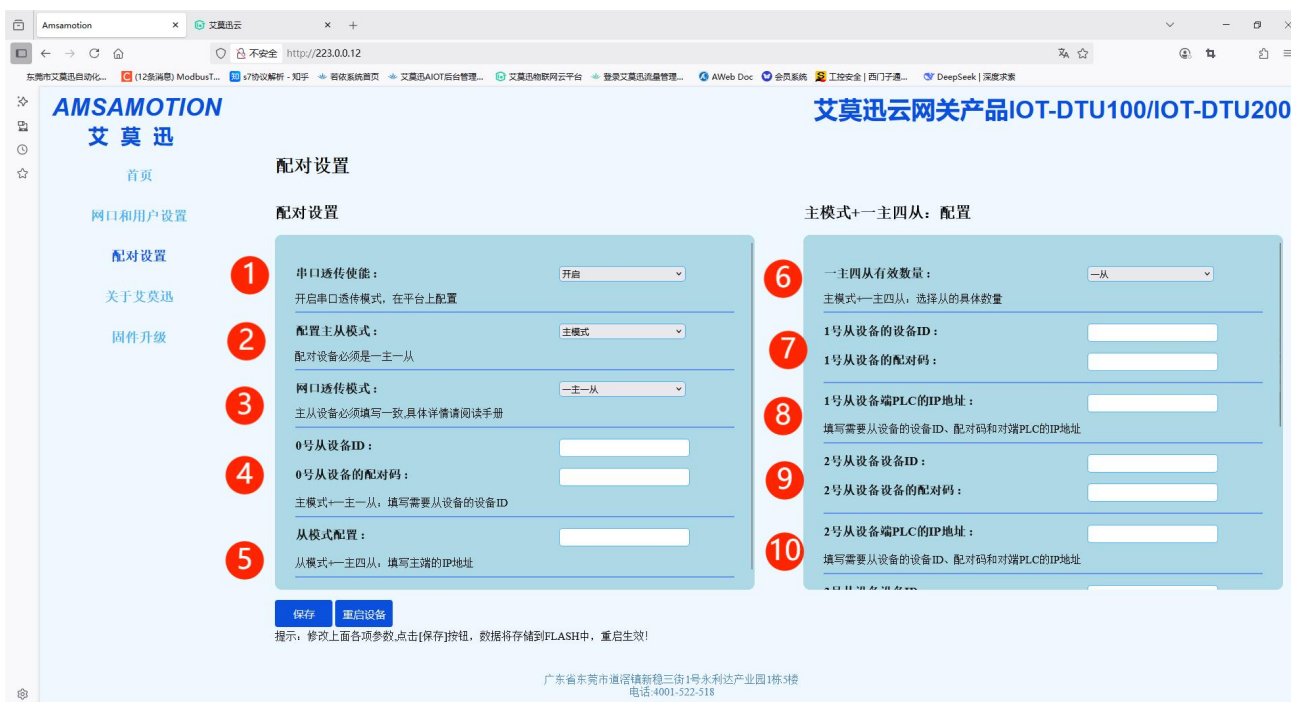 Amsamotion
艾莫迅云
不安全 http://223.0.0.12
东莞市艾莫迅自动化... (12条消息) ModbusT... s7协议解析 - 知乎 若依系统首页 艾莫迅AIOT后台管理... 艾莫迅物联网云平台 登录艾莫迅流量管理... AWeb Doc 会员系统 工控安全 | 西门子通... DeepSeek | 深度求索
AMSAMOTION
艾莫迅
艾莫迅云网关产品IOT-DTU100/IOT-DTU200
首页
网口和用户设置
配对设置
关于艾莫迅
固件升级
配对设置
配对设置
1
串口透传使能：
开启
开启串口透传模式，在平台上配置
2
配置主从模式：
主模式
配对设备必须是一主一从
3
网口透传模式：
一主一从
主从设备必须填写一致,具体详情请阅读手册
4
0号从设备ID：
0号从设备的配对码：
主模式+一主一从：填写需要从设备的设备ID
5
从模式配置：
从模式+一主四从，填写主端的IP地址
主模式+一主四从：配置
6
一主四从有效数量：
一从
主模式+一主四从；选择从的具体数量
7
1号从设备的设备ID：
1号从设备的配对码：
8
1号从设备端PLC的IP地址：
填写需要从设备的设备ID、配对码和对端PLC的IP地址
9
2号从设备设备ID：
2号从设备设备的配对码：
10
2号从设备端PLC的IP地址：
填写需要从设备的设备ID、配对码和对端PLC的IP地址
保存
重启设备
提示：修改上面各项参数,点击[保存]按钮，数据将存储到FLASH中，重启生效!
广东省东莞市道滘镇新稳三街1号永利达产业园1栋5楼
电话:4001-522-518